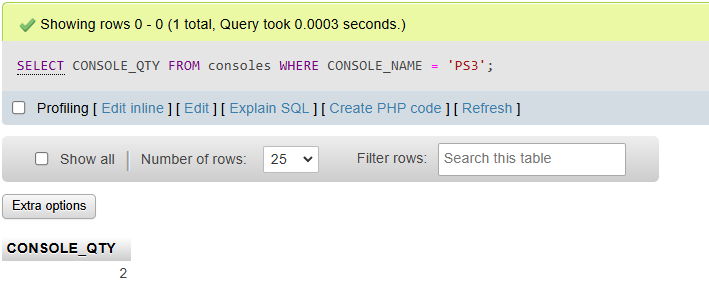 Showing rows 0 - 0 (1 total, Query took 0.0003 seconds.)
SELECT CONSOLE_QTY FROM consoles WHERE CONSOLE_NAME = 'PS3';
Profiling [ Edit inline ] [ Edit ] [ Explain SQL ] [ Create PHP code ] [ Refresh ]
Show all | Number of rows: 25 Filter rows: Search this table
Extra options
CONSOLE_QTY
2